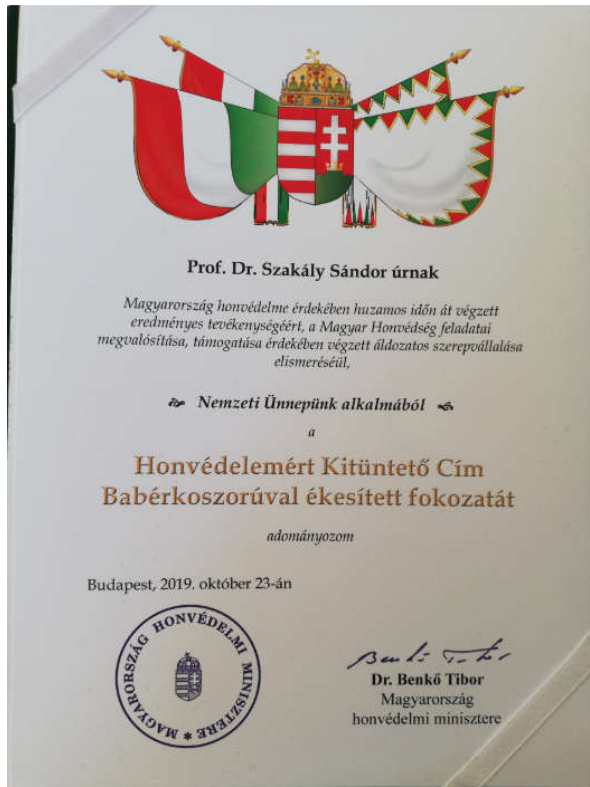 Prof. Dr. Szakály Sándor úrnak
Magyarország honvédelme érdekében huzamos időn át végzett
eredményes tevékenységéért, a Magyar Honvédség feladatai
megvalósítása, támogatása érdekében végzett áldozatos szerepvállalása
elismeréséül,
Nemzeti Ünnepünk alkalmából
a
Honvédelemért Kitüntető Cím
Babérkoszorúval ékesített fokozatát
adományozom
Budapest, 2019. október 23-án
MAGYARORSZÁG HONVÉDELMI MINISZTERE *
Benkő Tibor
Dr. Benkő Tibor
Magyarország
honvédelmi minisztere